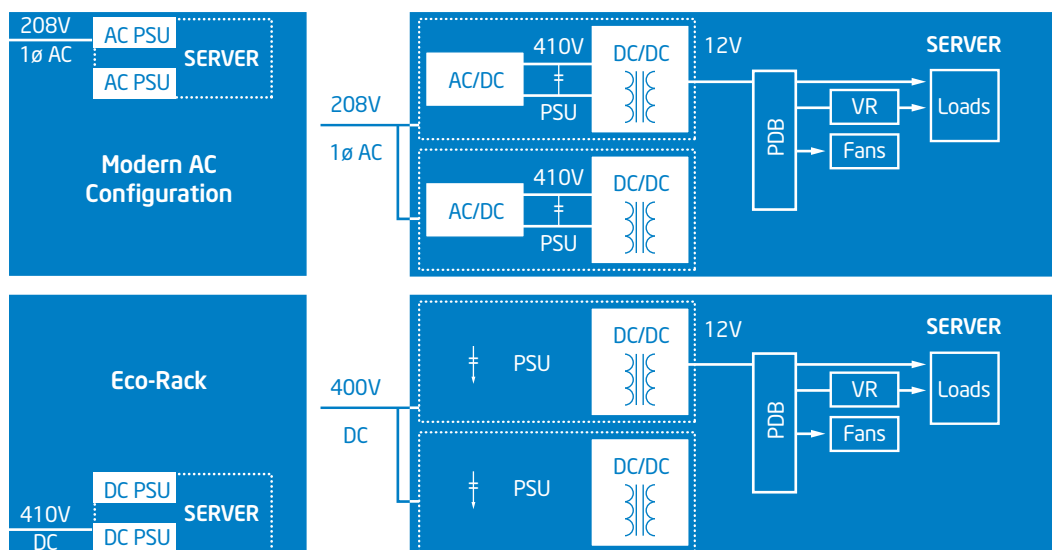 208V
1ø AC
AC PSU
AC PSU
SERVER
Modern AC
Configuration
208V
1ø AC
AC/DC
410V
PSU
DC/DC
AC/DC
410V
PSU
DC/DC
12V
PDB
VR
Fans
SERVER
Loads
Eco-Rack
410V
DC
DC PSU
DC PSU
SERVER
400V
DC
PSU
DC/DC
PSU
DC/DC
12V
PDB
VR
Fans
SERVER
Loads